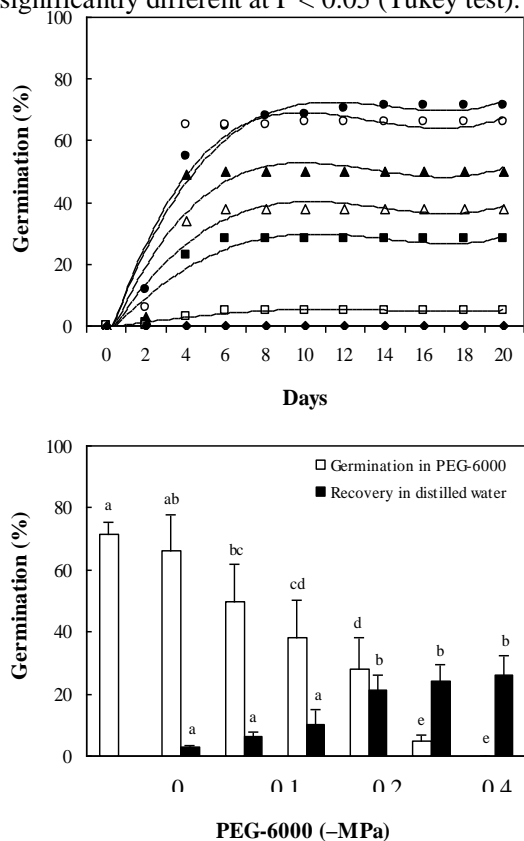 significantly different at P < 0.05 (Tukey test).
100
80
60
40
20
0
Germination (%)
0 2 4 6 8 10 12 14 16 18 20
Days
100
80
60
40
20
0
Germination (%)
Germination in PEG-6000
Recovery in distilled water
a
ab
bc
cd
d
b
b
b
a
a
a
e
e
0 0.1 0.2 0.4
PEG-6000 (–MPa)